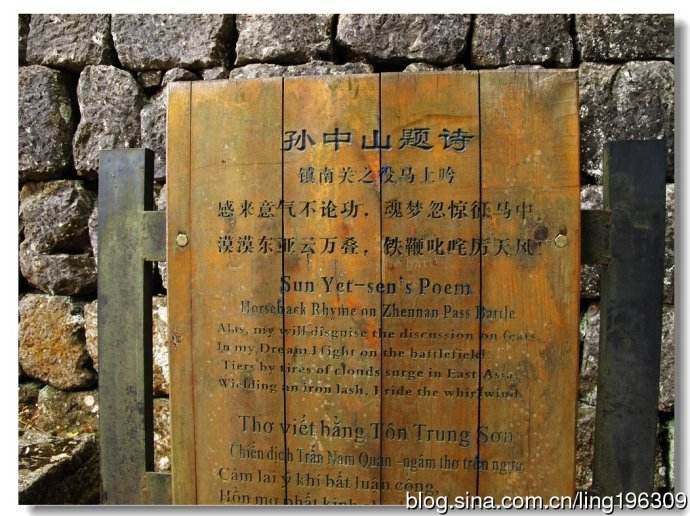 孙中山题诗
镇南关之役马上吟
感来意气不论功,魂梦忽惊征马中,
漠漠东亚云万叠,铁鞭叱咤厉天风。
Sun Yet-sen's Poem
Horseback Rhyme on Zhennan Pass Battle
Alas, my will disguise the discussion on feats,
In my Dream I fight on the battlefield
Tiers by tires of clouds surge in East Asia,
Wielding an iron lash, I ride the whirlwind.
Thơ viết bằng Tôn Trung Sơn
Chiến dịch Trấn Nam Quan -ngâm thơ trên ngựa
Cảm lai ý khí bất luận công
Hồn mơ phất kinh
blog.sina.com.cn/ling196309